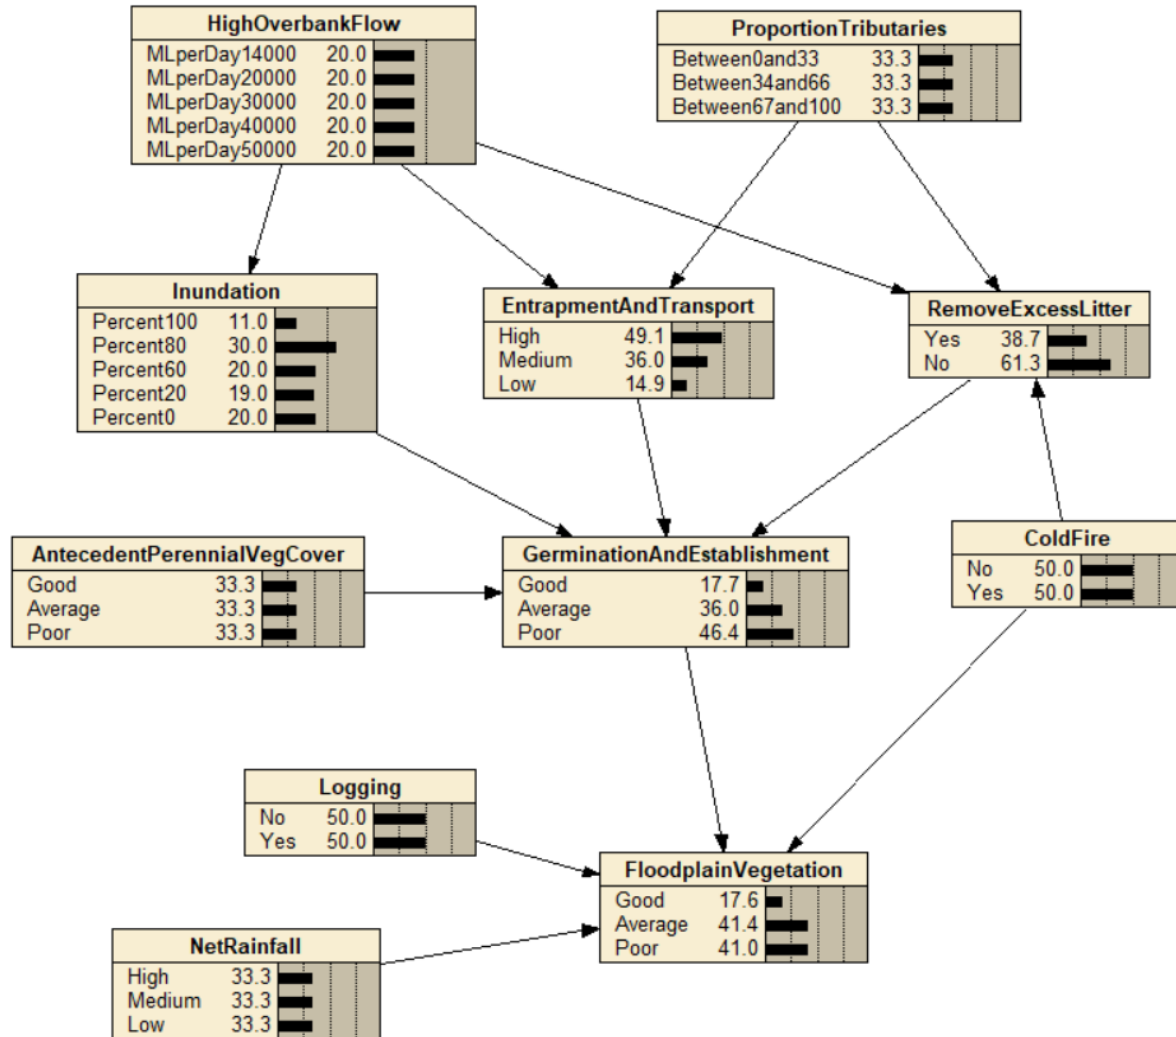 HighOverbankFlow
MLperDay14000 20.0
MLperDay20000 20.0
MLperDay30000 20.0
MLperDay40000 20.0
MLperDay50000 20.0
ProportionTributaries
Between0and33 33.3
Between34and66 33.3
Between67and100 33.3
Inundation
Percent100 11.0
Percent80 30.0
Percent60 20.0
Percent20 19.0
Percent0 20.0
EntrapmentAndTransport
High 49.1
Medium 36.0
Low 14.9
RemoveExcessLitter
Yes 38.7
No 61.3
AntecedentPerennialVegCover
Good 33.3
Average 33.3
Poor 33.3
GerminationAndEstablishment
Good 17.7
Average 36.0
Poor 46.4
ColdFire
No 50.0
Yes 50.0
Logging
No 50.0
Yes 50.0
FloodplainVegetation
Good 17.6
Average 41.4
Poor 41.0
NetRainfall
High 33.3
Medium 33.3
Low 33.3